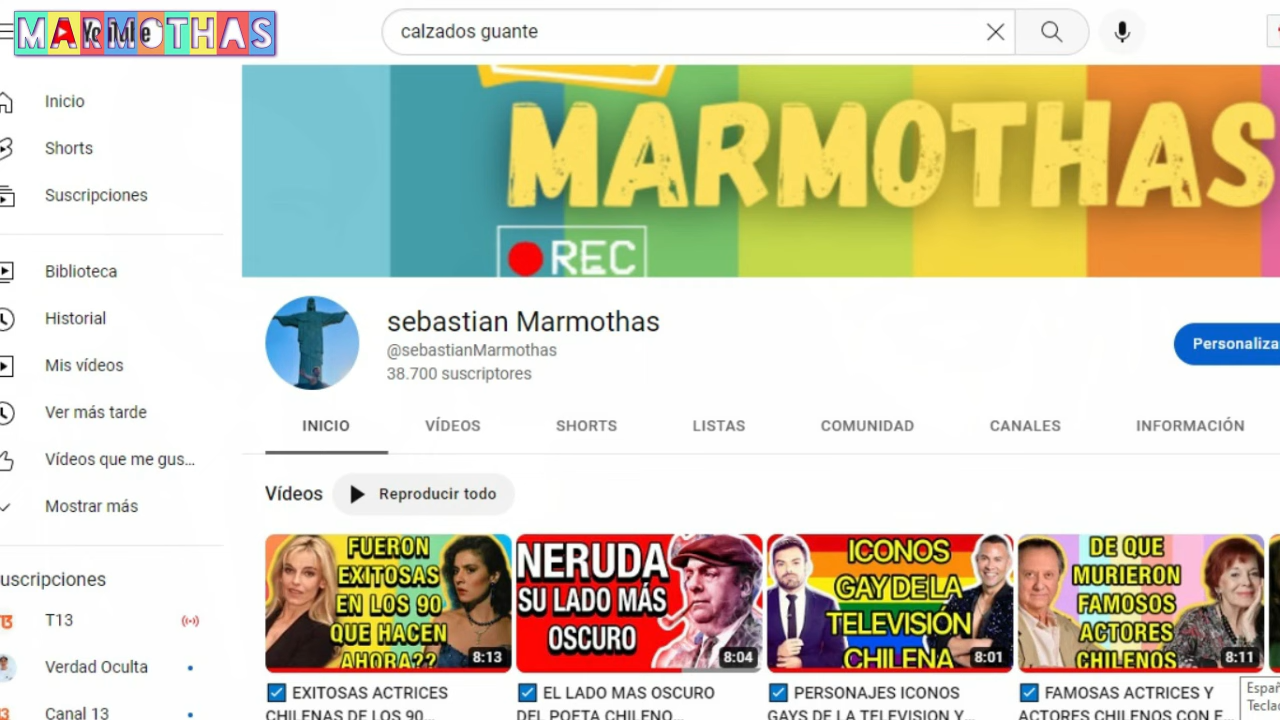 MARMOTHAS
YouTube
calzados guante
Inicio
Shorts
Suscripciones
Biblioteca
Historial
Mis vídeos
Ver más tarde
Vídeos que me gus...
Mostrar más
uscripciones
T13
Verdad Oculta
Canal 13
MARMOTHAS
REC
sebastian Marmothas
@sebastianMarmothas
38.700 suscriptores
Personaliza
INICIO
VÍDEOS
SHORTS
LISTAS
COMUNIDAD
CANALES
INFORMACIÓN
Vídeos
Reproducir todo
FUERON
EXITOSAS
EN LOS 90
QUE HACEN
AHORA??
8:13
EXITOSAS ACTRICES
CHILENAS DE LOS 90...
NERUDA
SU LADO MÁS
OSCURO
8:04
EL LADO MAS OSCURO
DEL POETA CHILENO...
ICONOS
GAY DE LA
TELEVISIÓN
CHILENA
8:01
PERSONAJES ICONOS
GAYS DE LA TELEVISION Y...
DE QUE
MURIERON
FAMOSOS
ACTORES
CHILENOS
8:11
FAMOSAS ACTRICES Y
ACTORES CHILENOS CON E...
Españ
Tecla